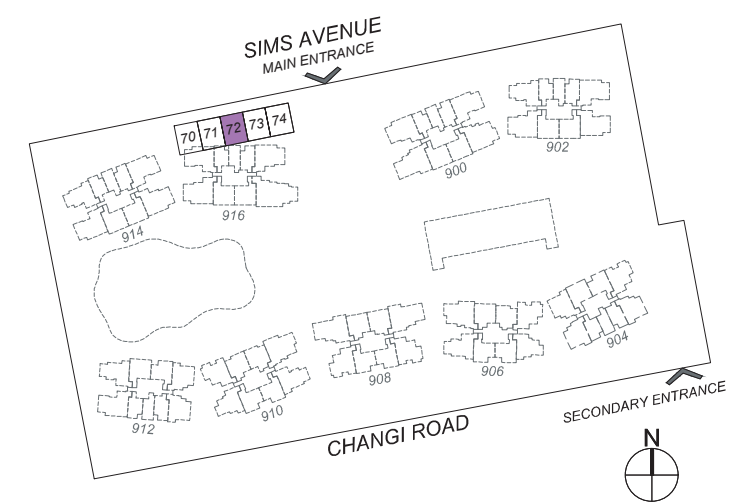 SIMS AVENUE
MAIN ENTRANCE
70 71 72 73 74
902
900
916
914
904
906
908
910
912
SECONDARY ENTRANCE
CHANGI ROAD
N